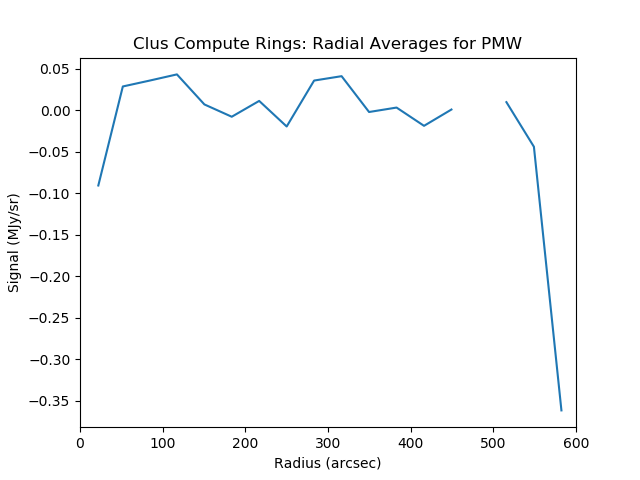 Clus Compute Rings: Radial Averages for PMW
0.05
0.00
−0.05
−0.10
−0.15
−0.20
−0.25
−0.30
−0.35
Signal (MJy/sr)
0 100 200 300 400 500 600
Radius (arcsec)